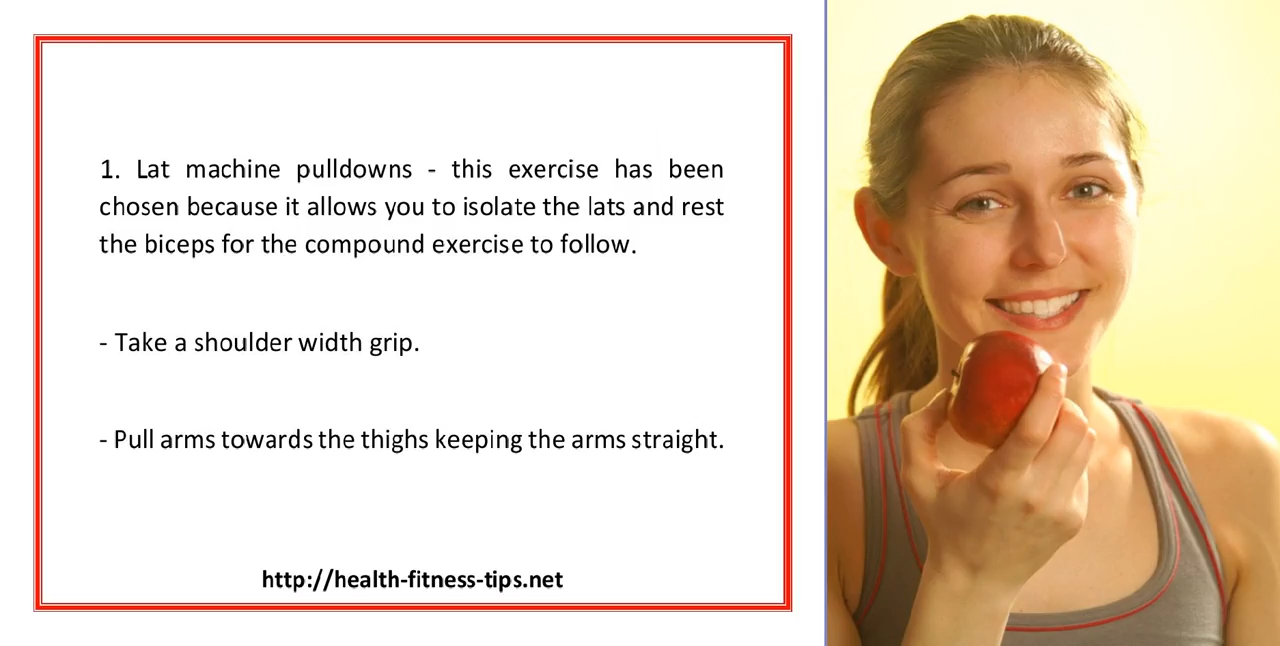 1. Lat machine pulldowns - this exercise has been
chosen because it allows you to isolate the lats and rest
the biceps for the compound exercise to follow.
- Take a shoulder width grip.
- Pull arms towards the thighs keeping the arms straight.
http://health-fitness-tips.net